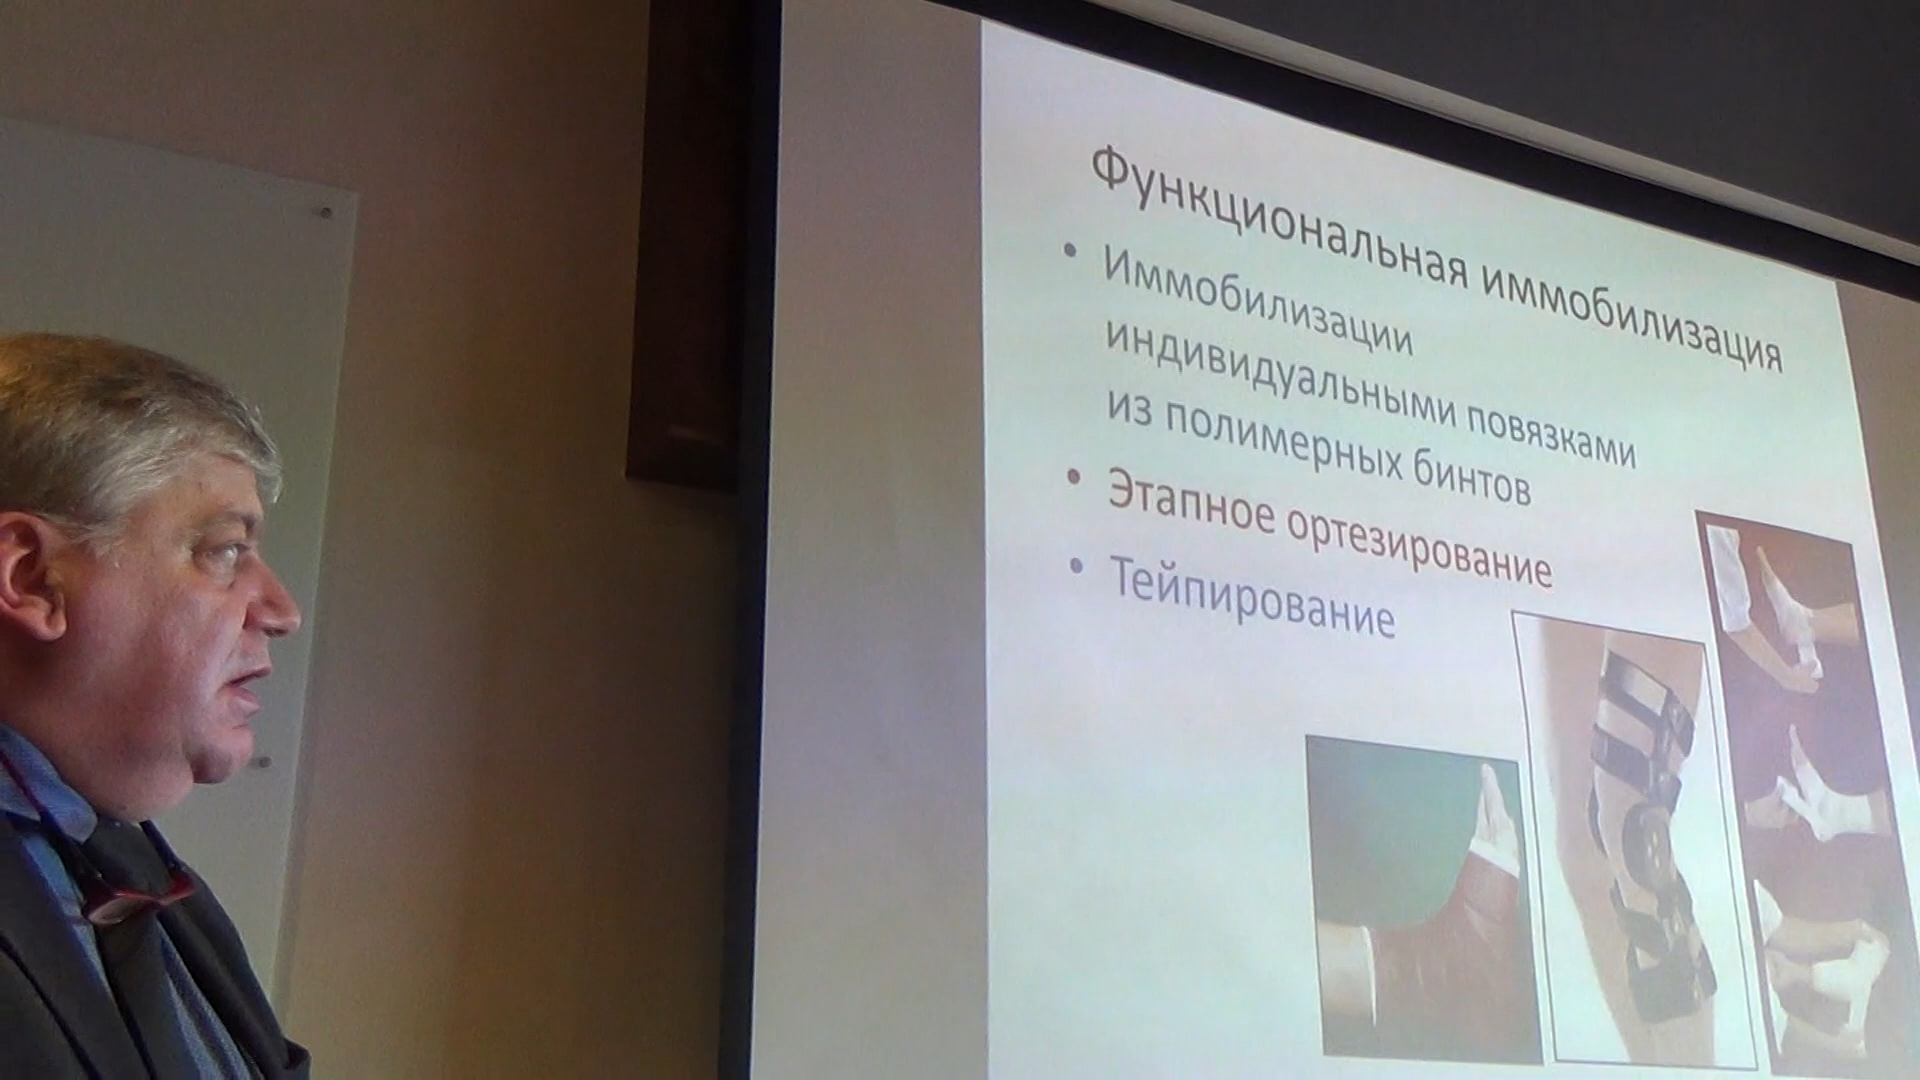 Функциональная иммобилизация
• Иммобилизации
индивидуальными повязками
из полимерных бинтов
• Этапное ортезирование
• Тейпирование